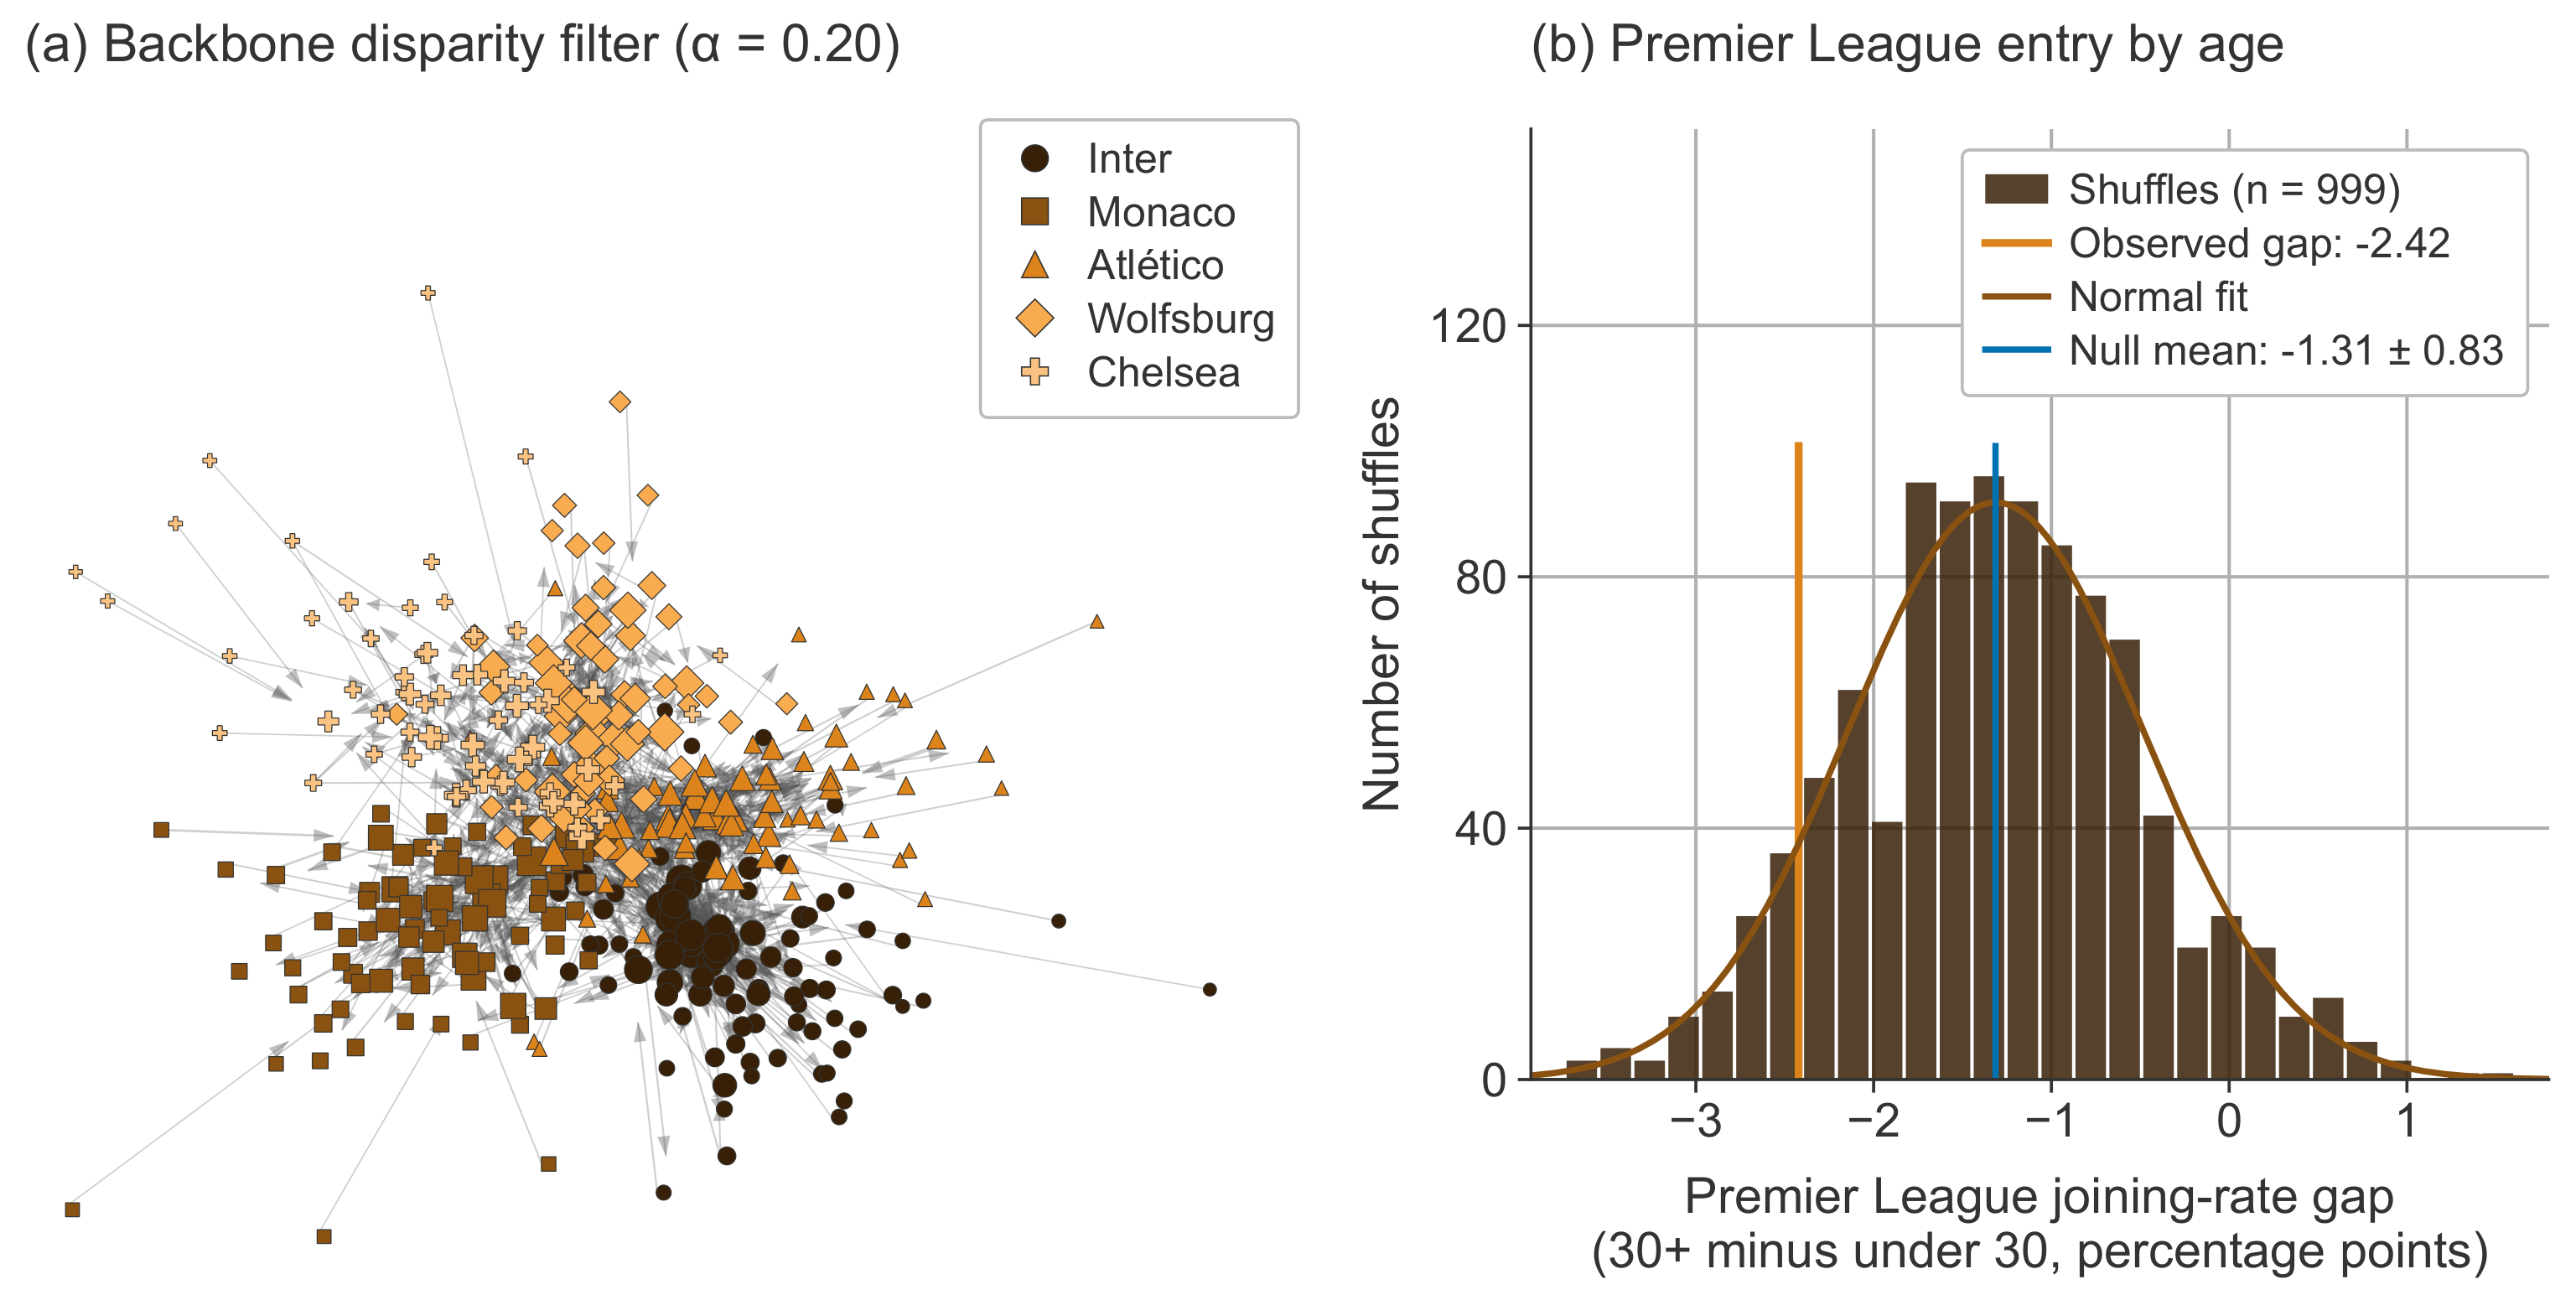 (a) Backbone disparity filter (α = 0.20)
Inter
Monaco
Atlético
Wolfsburg
Chelsea
(b) Premier League entry by age
Shuffles (n = 999)
Observed gap: -2.42
Normal fit
Null mean: -1.31 ± 0.83
Number of shuffles
120
80
40
0
−3
−2
−1
0
1
Premier League joining-rate gap
(30+ minus under 30, percentage points)